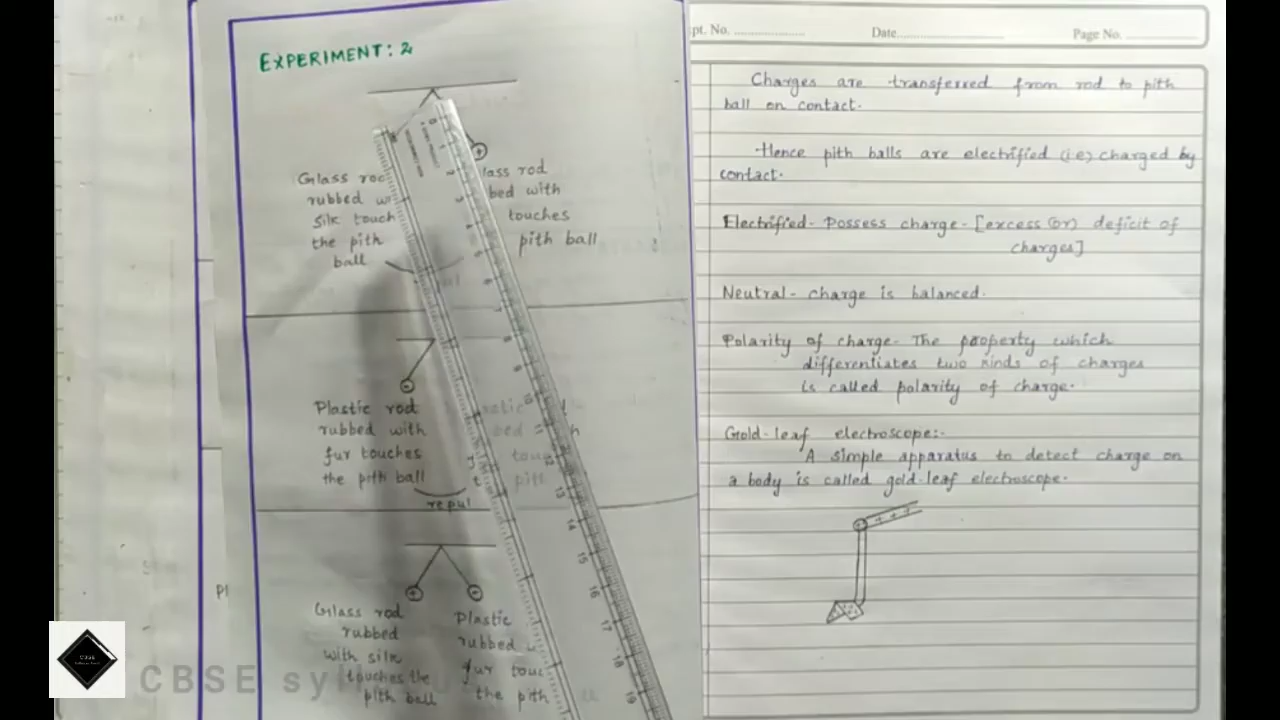 EXPERIMENT: 2
Glass
rubbed
silk touch
the pith
ball
rod
with
touches
pith ball
Plastic rod
rubbed with
fur touches
the pith ball
repul
Glass rod
rubbed
with silk
touches the
pith ball
Plastic
rubbed
fur
the pith
Pl
CBSE
CBSE
Date
Page No.
Charges are transferred from rod to pith
ball on contact.
Hence pith balls are electrified (i.e) charged by
contact.
Electrified- Possess charge - [excess (or) deficit of
charges]
Neutral - charge is balanced.
Polarity of charge- The property which
differentiates two kinds of charges
is called polarity of charge.
Gold-leaf electroscope:-
A simple apparatus to detect charge on
a body is called gold-leaf electroscope.